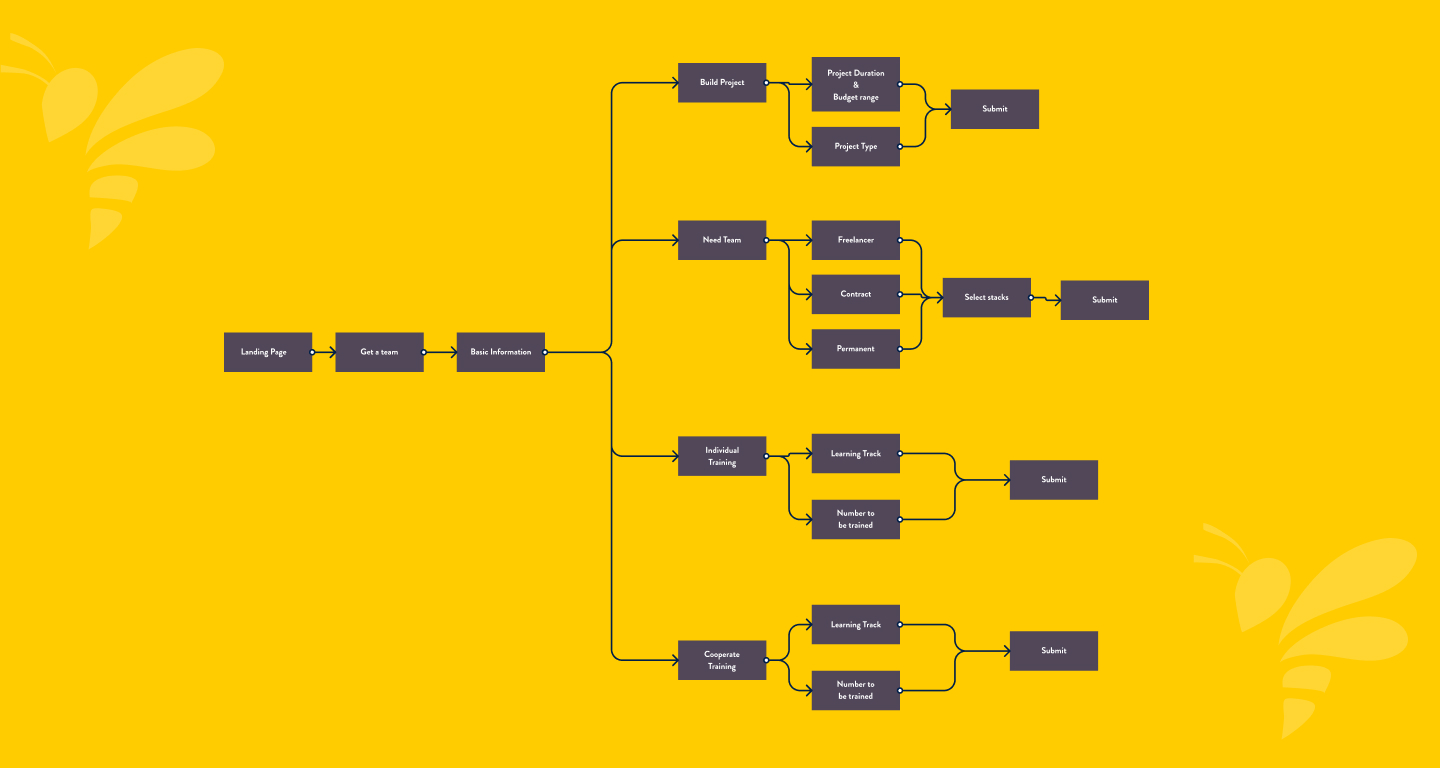 Landing Page
Get a team
Basic Information
Build Project
Project Duration
&
Budget range
Project Type
Submit
Need Team
Freelancer
Contract
Permanent
Select stacks
Submit
Individual
Training
Learning Track
Number to
be trained
Submit
Cooperate
Training
Learning Track
Number to
be trained
Submit